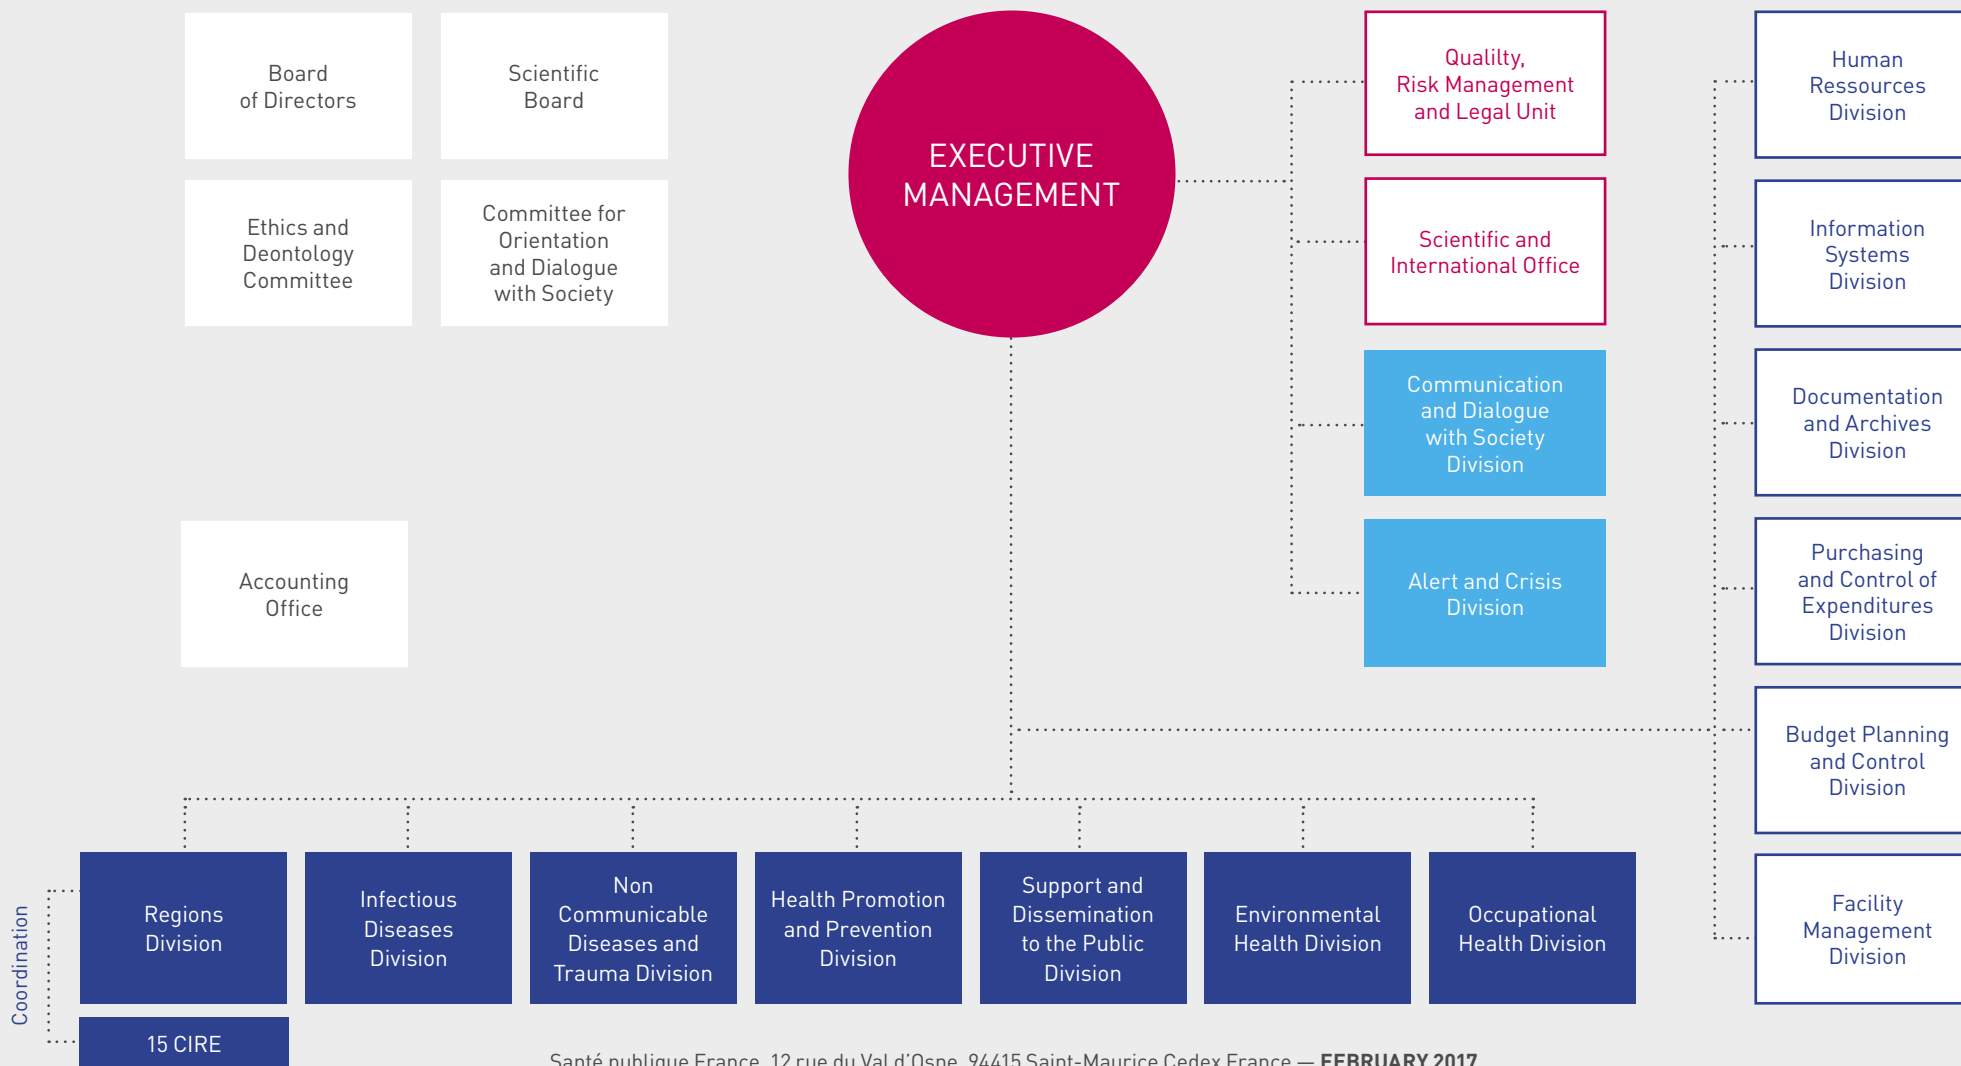 Board
of Directors
Scientific
Board
Ethics and
Deontology
Committee
Committee for
Orientation
and Dialogue
with Society
Accounting
Office
EXECUTIVE
MANAGEMENT
Qualilty,
Risk Management
and Legal Unit
Scientific and
International Office
Communication
and Dialogue
with Society
Division
Alert and Crisis
Division
Human
Ressources
Division
Information
Systems
Division
Documentation
and Archives
Division
Purchasing
and Control of
Expenditures
Division
Budget Planning
and Control
Division
Facility
Management
Division
Coordination
Regions
Division
Infectious
Diseases
Division
Non
Communicable
Diseases and
Trauma Division
Health Promotion
and Prevention
Division
Support and
Dissemination
to the Public
Division
Environmental
Health Division
Occupational
Health Division
15 CIRE
Santé publique France, 12 rue du Val d'Osne, 94415 Saint-Maurice Cedex France — FEBRUARY 2017